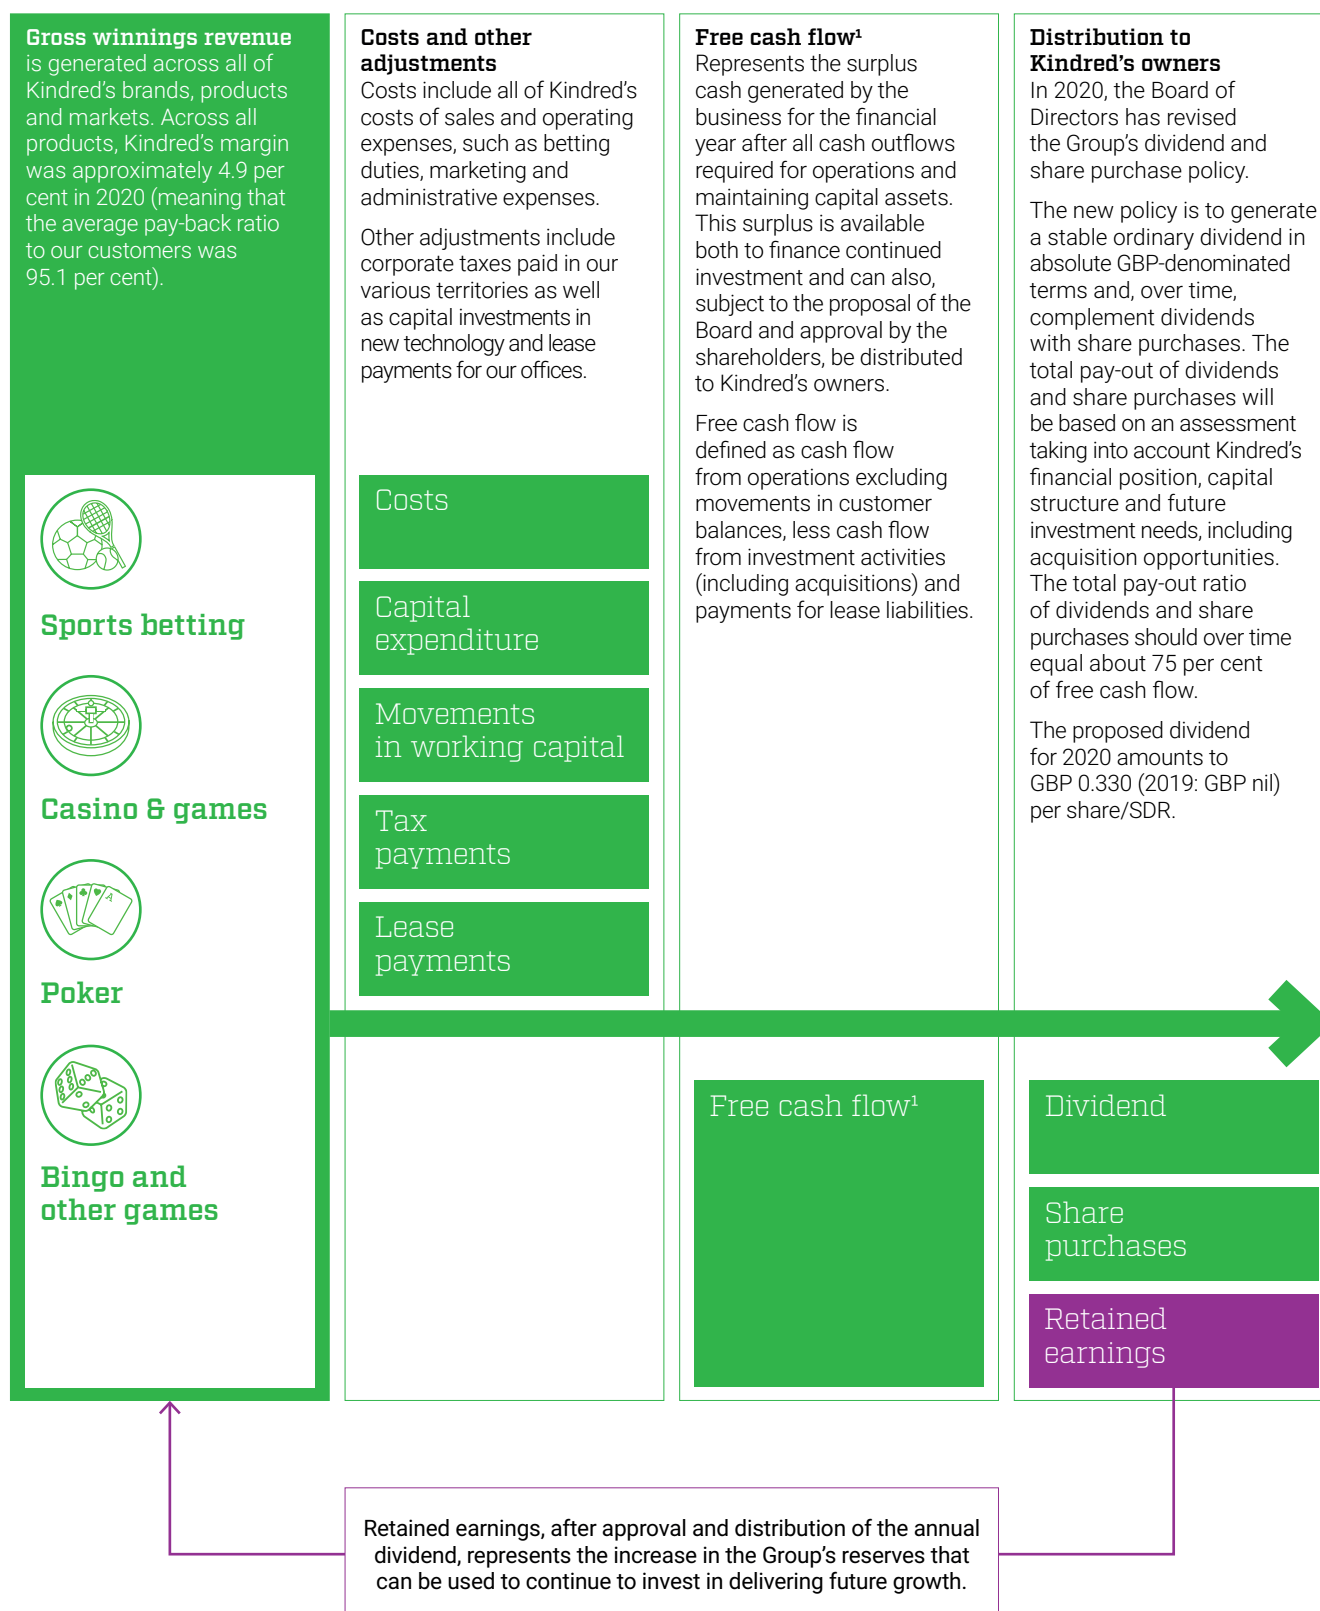 Gross winnings revenue
is generated across all of
Kindred's brands, products
and markets. Across all
products, Kindred's margin
was approximately 4.9 per
cent in 2020 (meaning that
the average pay-back ratio
to our customers was
95.1 per cent).
Sports betting
Casino & games
A
Poker
Bingo and
other games
Costs and other
adjustments
Costs include all of Kindred's
costs of sales and operating
expenses, such as betting
duties, marketing and
administrative expenses.
Other adjustments include
corporate taxes paid in our
various territories as well
as capital investments in
new technology and lease
payments for our offices.
Costs
Capital
expenditure
Movements
in working capital
Tax
payments
Lease
payments
Free cash flow¹
Represents the surplus
cash generated by the
business for the financial
year after all cash outflows
required for operations and
maintaining capital assets.
This surplus is available
both to finance continued
investment and can also,
subject to the proposal of the
Board and approval by the
shareholders, be distributed
to Kindred's owners.
Free cash flow is
defined as cash flow
from operations excluding
movements in customer
balances, less cash flow
from investment activities
(including acquisitions) and
payments for lease liabilities.
Free cash flow¹
Distribution to
Kindred's owners
In 2020, the Board of
Directors has revised
the Group's dividend and
share purchase policy.
The new policy is to generate
a stable ordinary dividend in
absolute GBP-denominated
terms and, over time,
complement dividends
with share purchases. The
total pay-out of dividends
and share purchases will
be based on an assessment
taking into account Kindred's
financial position, capital
structure and future
investment needs, including
acquisition opportunities.
The total pay-out ratio
of dividends and share
purchases should over time
equal about 75 per cent
of free cash flow.
The proposed dividend
for 2020 amounts to
GBP 0.330 (2019: GBP nil)
per share/SDR.
Dividend
Share
purchases
Retained
earnings
Retained earnings, after approval and distribution of the annual
dividend, represents the increase in the Group's reserves that
can be used to continue to invest in delivering future growth.